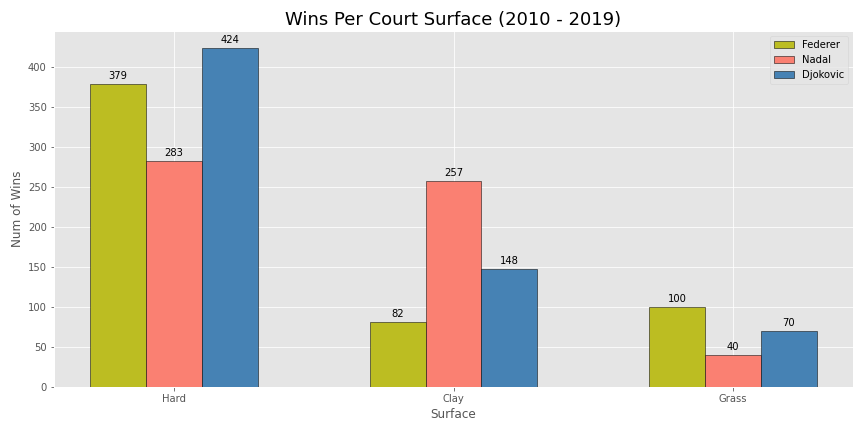 Wins Per Court Surface (2010 - 2019)
Federer
Nadal
Djokovic
Num of Wins
400
350
300
250
200
150
100
50
0
379
283
424
82
257
148
100
40
70
Hard
Clay
Grass
Surface